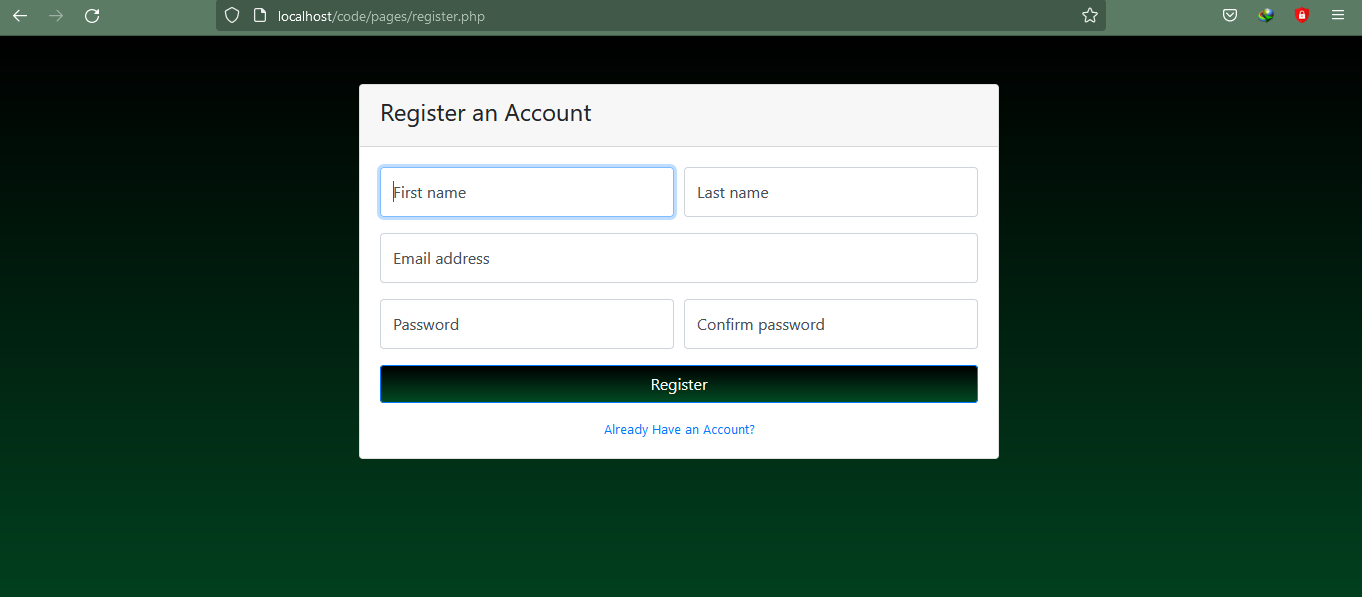 localhost/code/pages/register.php
Register an Account
First name Last name
Email address
Password Confirm password
Register
Already Have an Account?